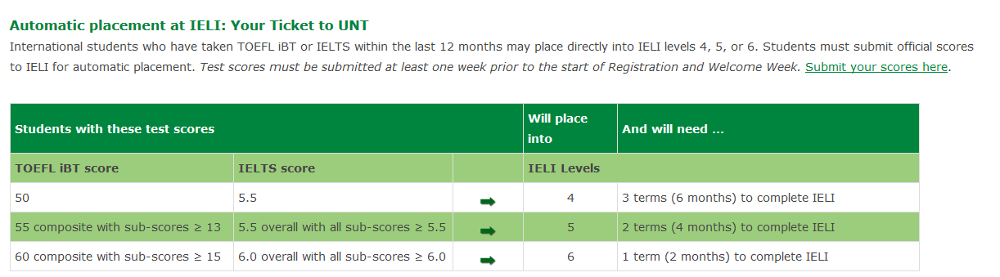 Automatic placement at IELI: Your Ticket to UNT
International students who have taken TOEFL iBT or IELTS within the last 12 months may place directly into IELI levels 4, 5, or 6. Students must submit official scores
to IELI for automatic placement. Test scores must be submitted at least one week prior to the start of Registration and Welcome Week. Submit your scores here.
Students with these test scores Will place into And will need ...
TOEFL iBT score IELTS score IELI Levels
50 5.5 4 3 terms (6 months) to complete IELI
55 composite with sub-scores ≥ 13 5.5 overall with all sub-scores ≥ 5.5 5 2 terms (4 months) to complete IELI
60 composite with sub-scores ≥ 15 6.0 overall with all sub-scores ≥ 6.0 6 1 term (2 months) to complete IELI